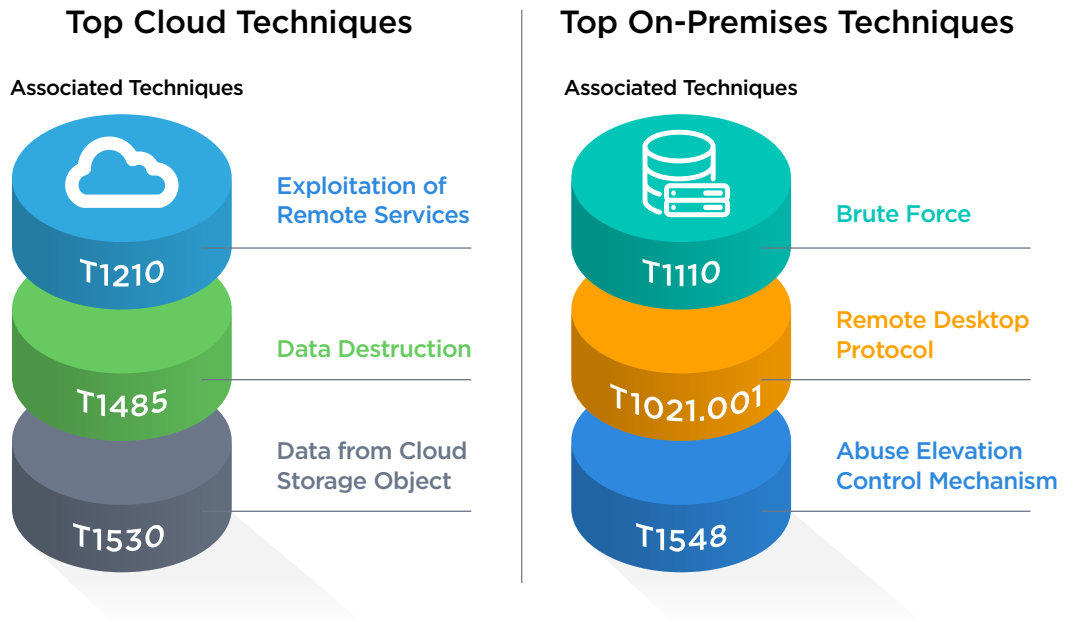 Top Cloud Techniques
Associated Techniques
T1210
Exploitation of
Remote Services
T1485
Data Destruction
T1530
Data from Cloud
Storage Object
Top On-Premises Techniques
Associated Techniques
T1110
Brute Force
T1021.001
Remote Desktop
Protocol
T1548
Abuse Elevation
Control Mechanism